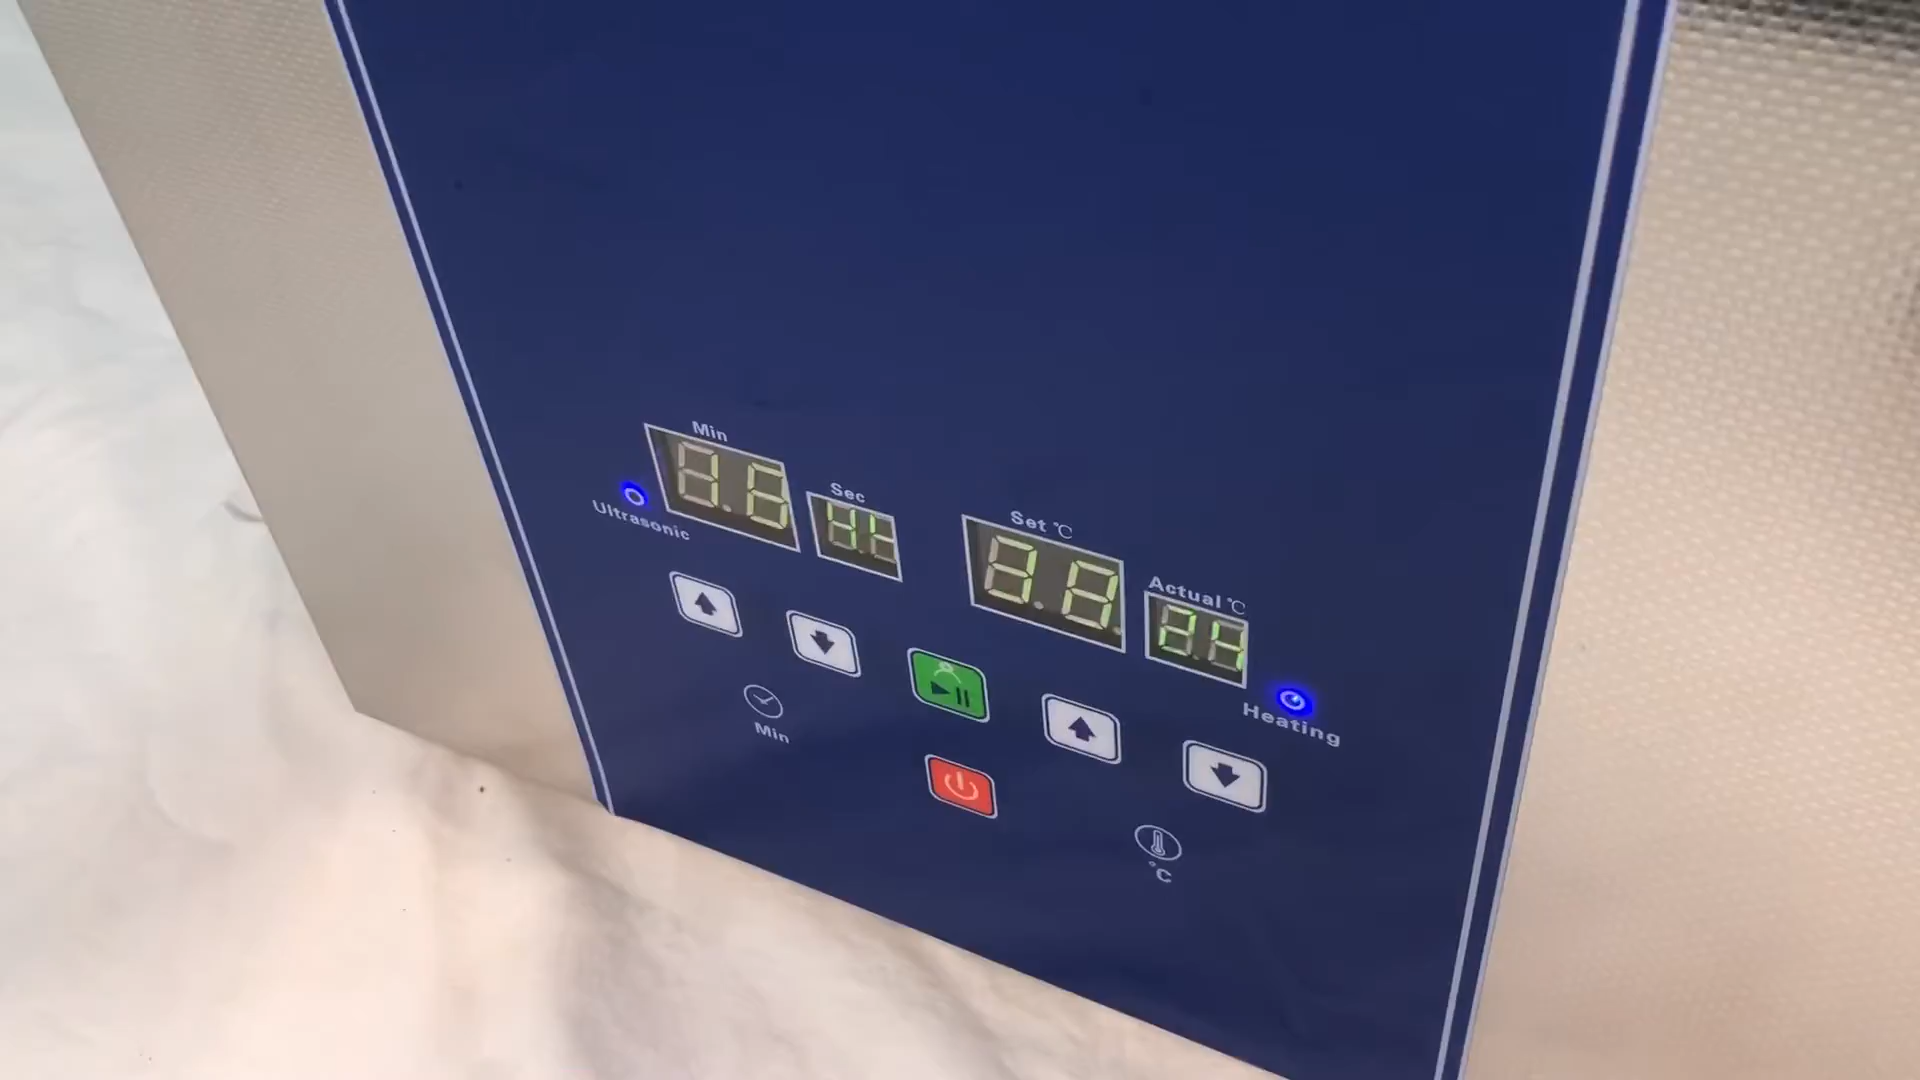 Min
Sec
Ultrasonic
Set °C
Actual °C
Heating
Min
°C